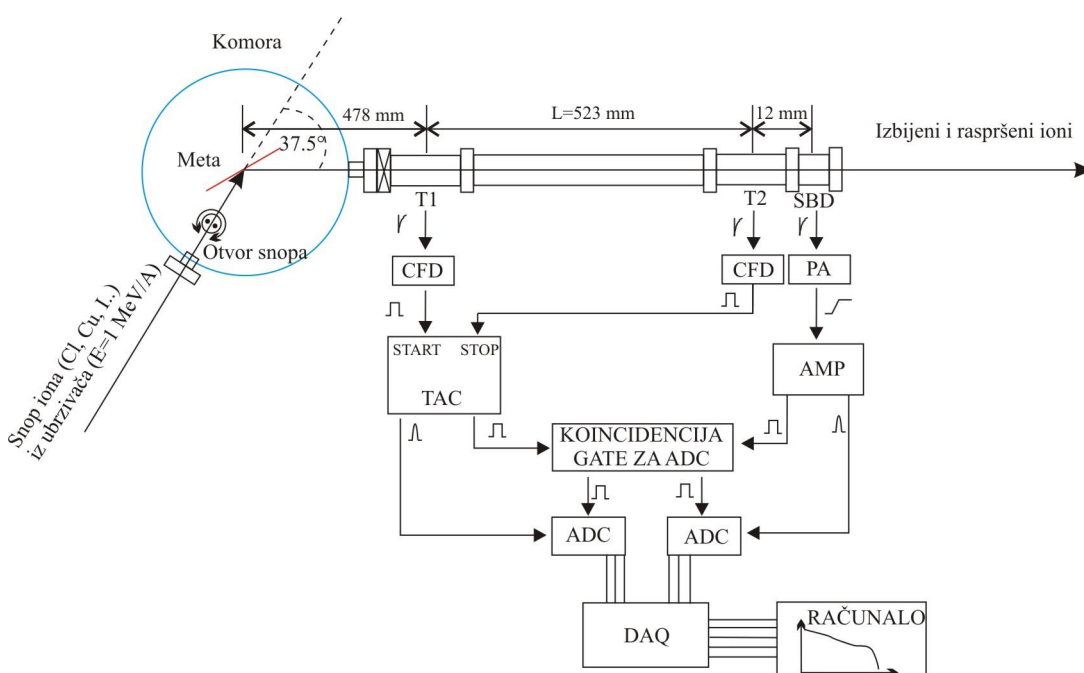 Komora
478 mm
L=523 mm
12 mm
Izbijeni i raspršeni ioni
37.5°
Meta
T1
T2
SBD
Otvor snopa
CFD
CFD
PA
Snop iona (Cl, Cu, I..)
iz ubrzivača (E=1 MeV/A)
START STOP
TAC
AMP
KOINCIDENCIJA
GATE ZA ADC
ADC
ADC
DAQ
RAČUNALO